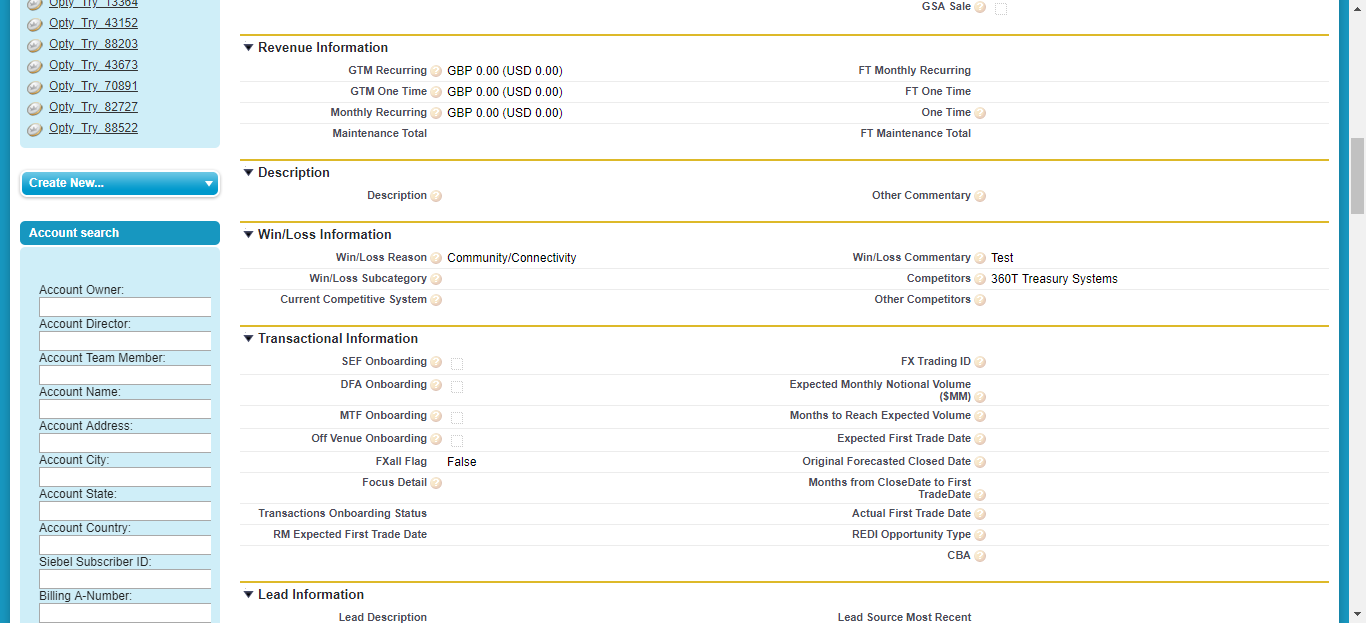 Opty_Try_13364
Opty_Try_43152
Opty_Try_88203
Opty_Try_43673
Opty_Try_70891
Opty_Try_82727
Opty_Try_88522
Create New...
Account search
Account Owner:
Account Director:
Account Team Member:
Account Name:
Account Address:
Account City:
Account State:
Account Country:
Siebel Subscriber ID:
Billing A-Number:
GSA Sale
Revenue Information
GTM Recurring GBP 0.00 (USD 0.00) FT Monthly Recurring
GTM One Time GBP 0.00 (USD 0.00) FT One Time
Monthly Recurring GBP 0.00 (USD 0.00) One Time
Maintenance Total FT Maintenance Total
Description
Description Other Commentary
Win/Loss Information
Win/Loss Reason Community/Connectivity Win/Loss Commentary Test
Win/Loss Subcategory Competitors 360T Treasury Systems
Current Competitive System Other Competitors
Transactional Information
SEF Onboarding FX Trading ID
DFA Onboarding Expected Monthly Notional Volume
($MM)
MTF Onboarding Months to Reach Expected Volume
Off Venue Onboarding Expected First Trade Date
FXall Flag False Original Forecasted Closed Date
Focus Detail Months from CloseDate to First
TradeDate
Transactions Onboarding Status Actual First Trade Date
RM Expected First Trade Date REDI Opportunity Type
CBA
Lead Information
Lead Description Lead Source Most Recent